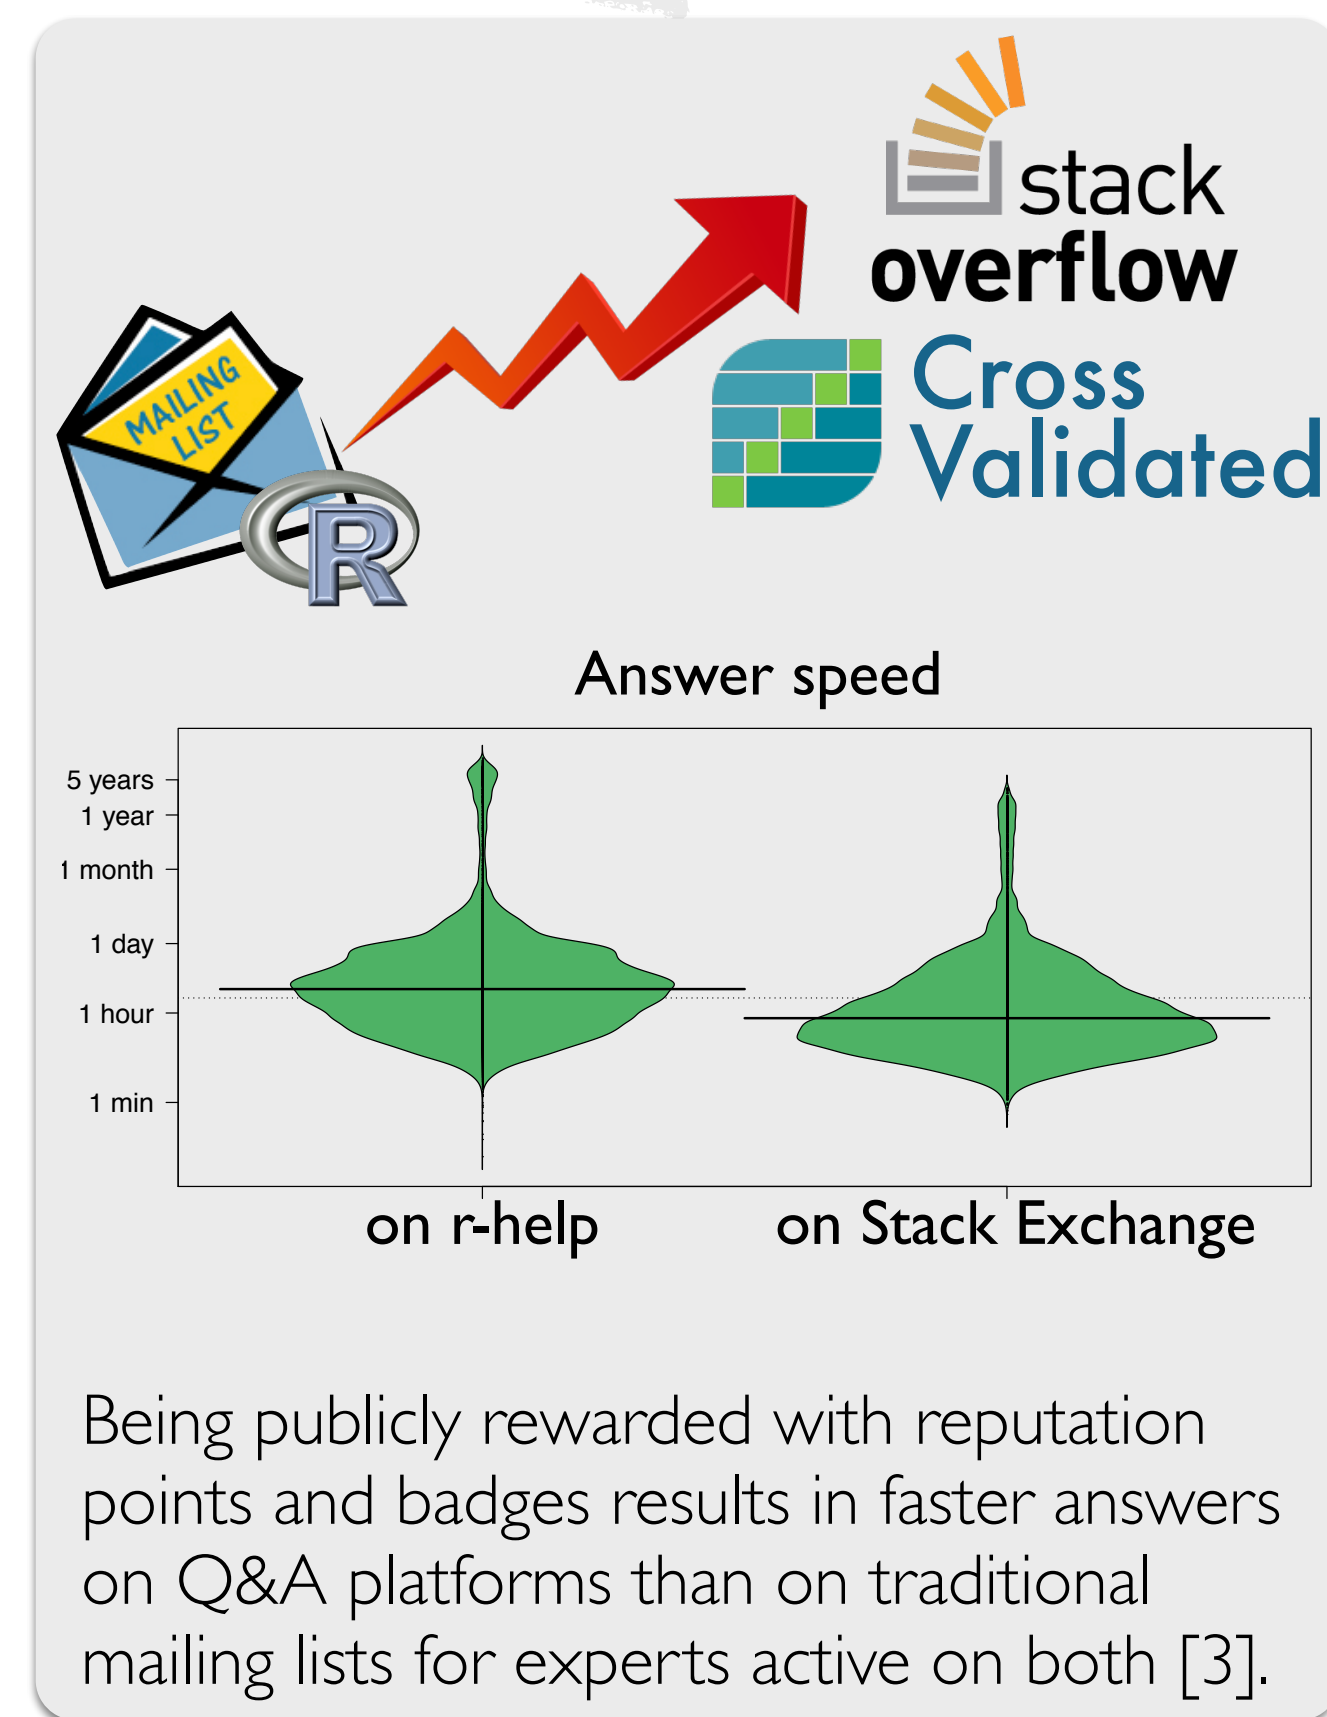 stack
overflow
MAILING
LIST
Cross
Validated
R
Answer speed
5 years
1 year
1 month
1 day
1 hour
1 min
on r-help
on Stack Exchange
Being publicly rewarded with reputation
points and badges results in faster answers
on Q&A platforms than on traditional
mailing lists for experts active on both [3].